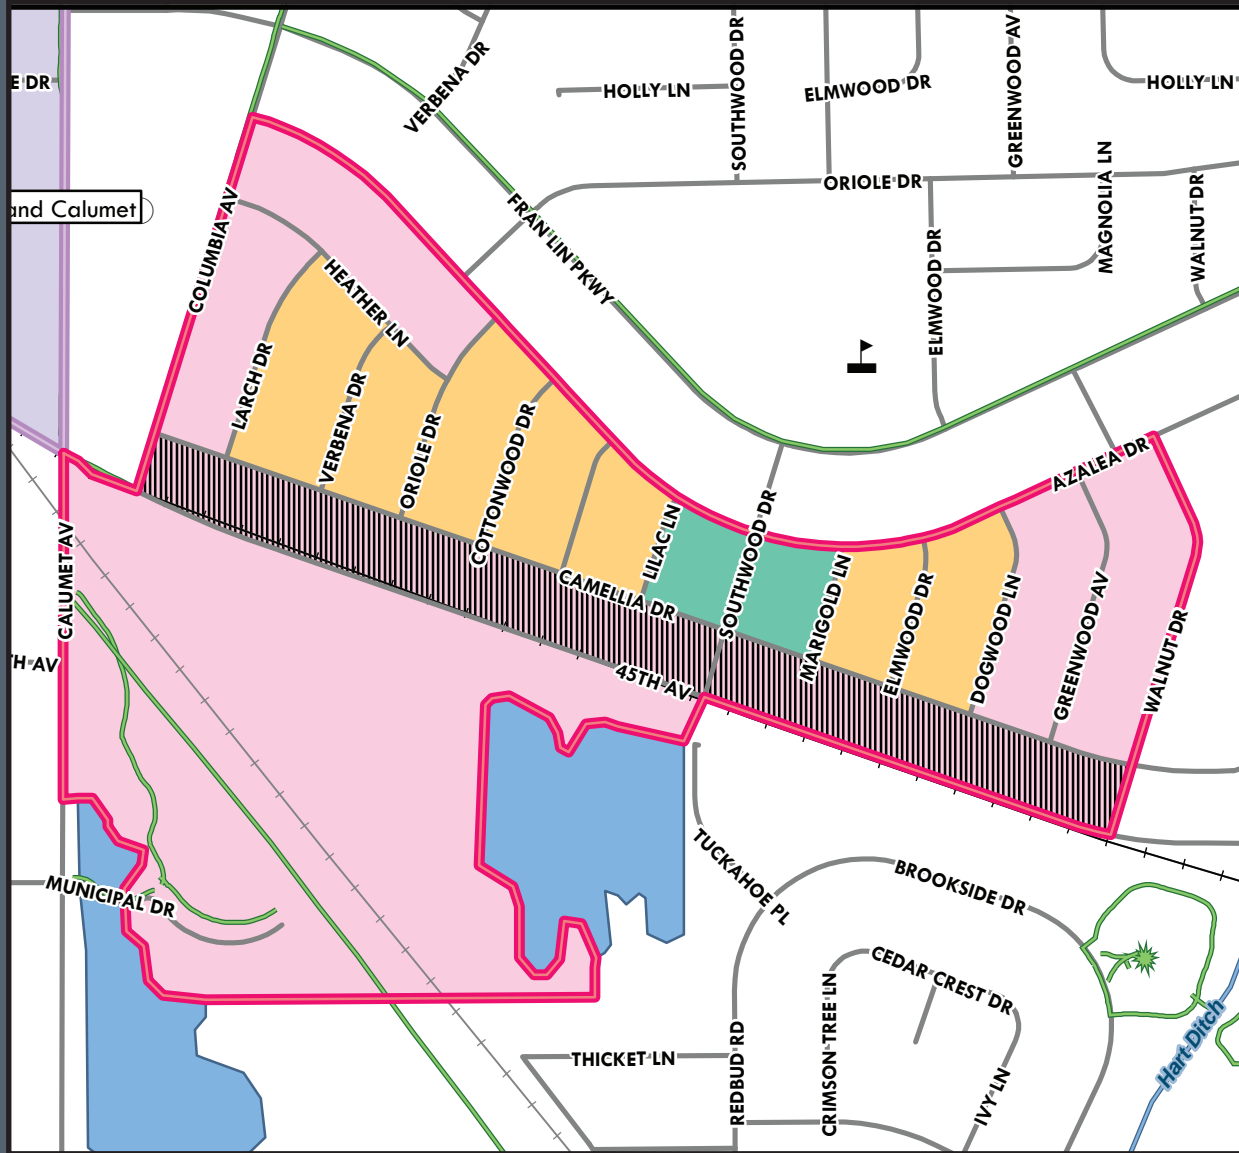 VERBENA DR
SOUTHWOOD DR
GREENWOOD AV
E DR
HOLLY LN
ELMWOOD DR
HOLLY LN
ORIOLE DR
MAGNOLIA LN
WALNUT DR
and Calumet
COLUMBIA AV
FRAN LIN PKWY
ELMWOOD DR
HEATHER LN
LARCH DR
VERBENA DR
ORIOLE DR
COTTONWOOD DR
AZALEA DR
LILAC LN
SOUTHWOOD DR
CALUMET AV
CAMELLIA DR
MARIGOLD LN
ELMWOOD DR
DOGWOOD LN
GREENWOOD AV
WALNUT DR
TH AV
45TH AV
TUCKAHOE PL
MUNICIPAL DR
BROOKSIDE DR
CEDAR CREST DR
THICKET LN
REDBUD RD
CRIMSON TREE LN
IVY LN
Hart Ditch